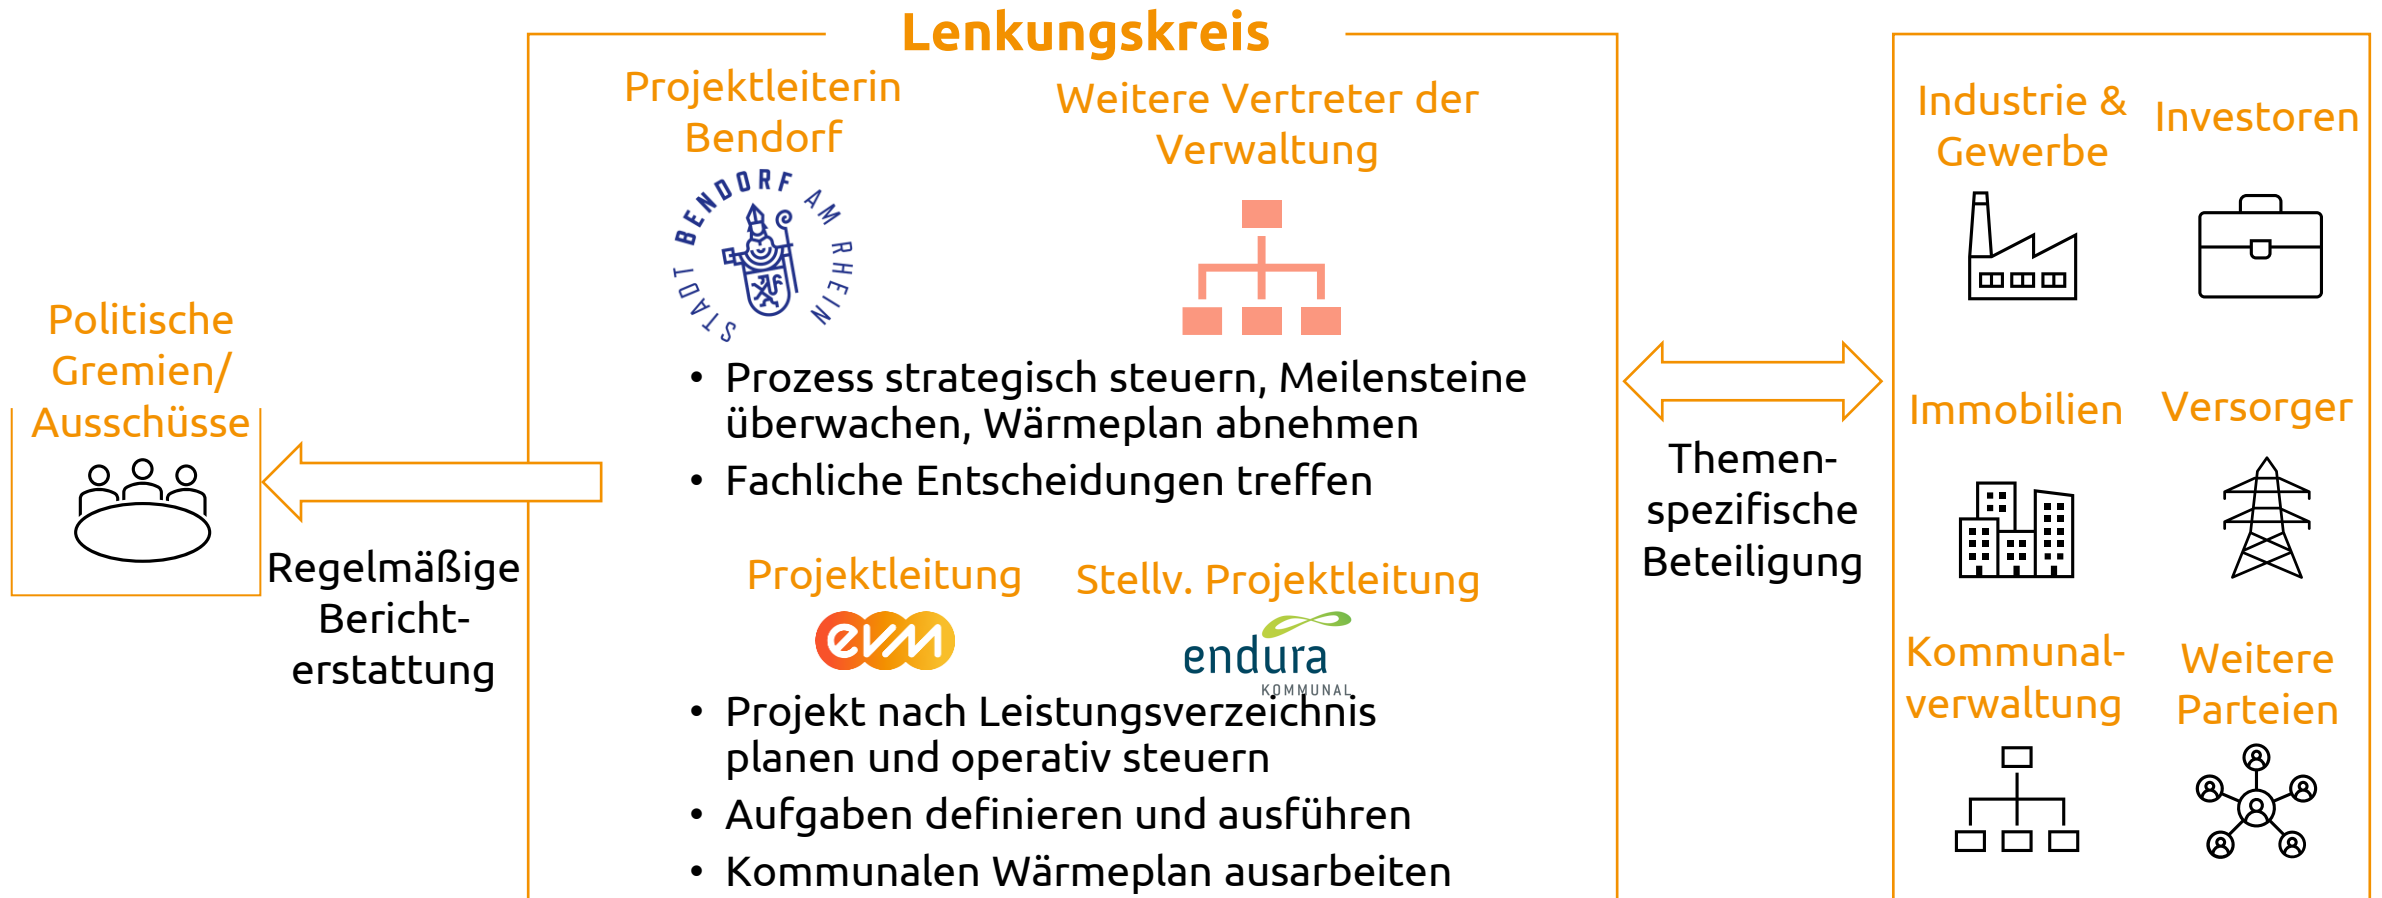 Lenkungskreis
Projektleiterin
Bendorf
STADT BENDORF AM RHEIN
Weitere Vertreter der
Verwaltung
• Prozess strategisch steuern, Meilensteine
überwachen, Wärmeplan abnehmen
• Fachliche Entscheidungen treffen
Projektleitung
evm
Stellv. Projektleitung
endura
KOMMUNAL
• Projekt nach Leistungsverzeichnis
planen und operativ steuern
• Aufgaben definieren und ausführen
• Kommunalen Wärmeplan ausarbeiten
Politische
Gremien/
Ausschüsse
Regelmäßige
Bericht-
erstattung
Themen-
spezifische
Beteiligung
Industrie &
Gewerbe
Investoren
Immobilien
Versorger
Kommunal-
verwaltung
Weitere
Parteien